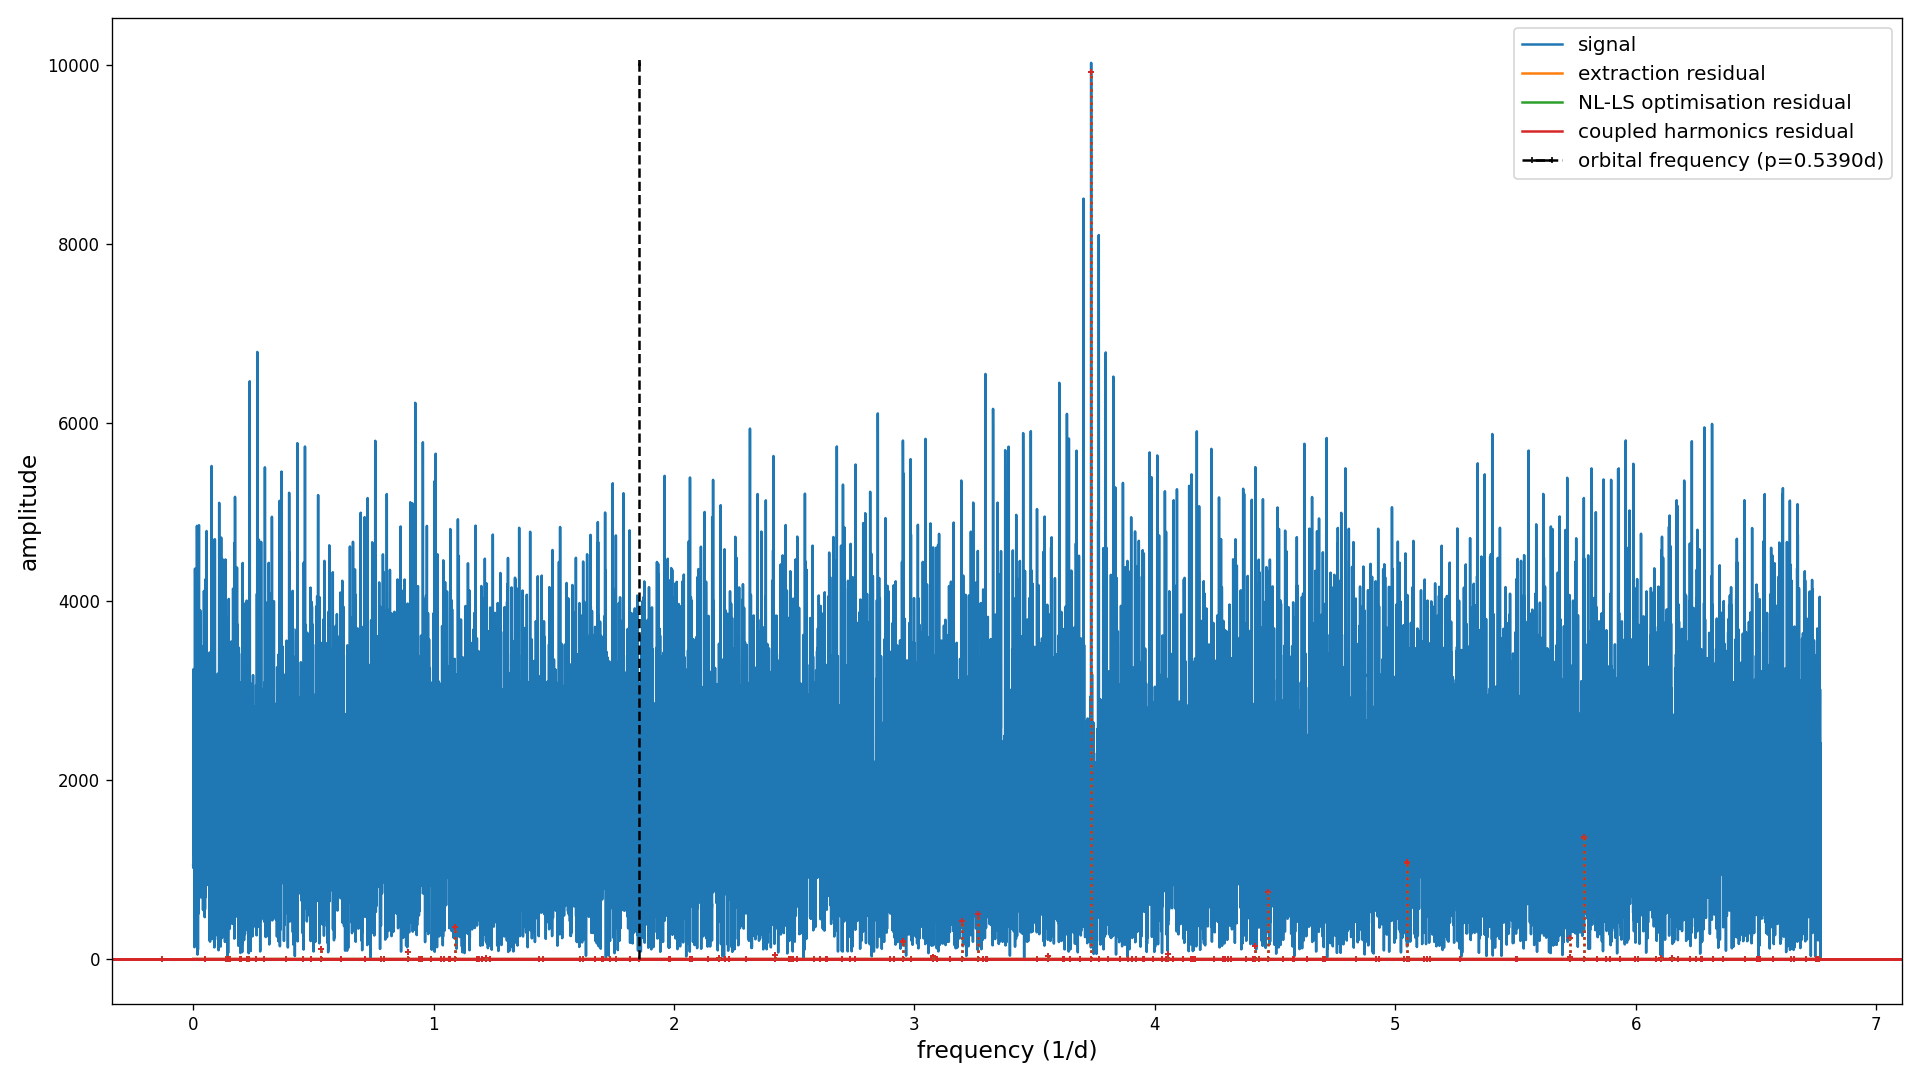 signal
extraction residual
NL-LS optimisation residual
coupled harmonics residual
orbital frequency (p=0.5390d)
10000
8000
6000
4000
2000
0
amplitude
0 1 2 3 4 5 6 7
frequency (1/d)